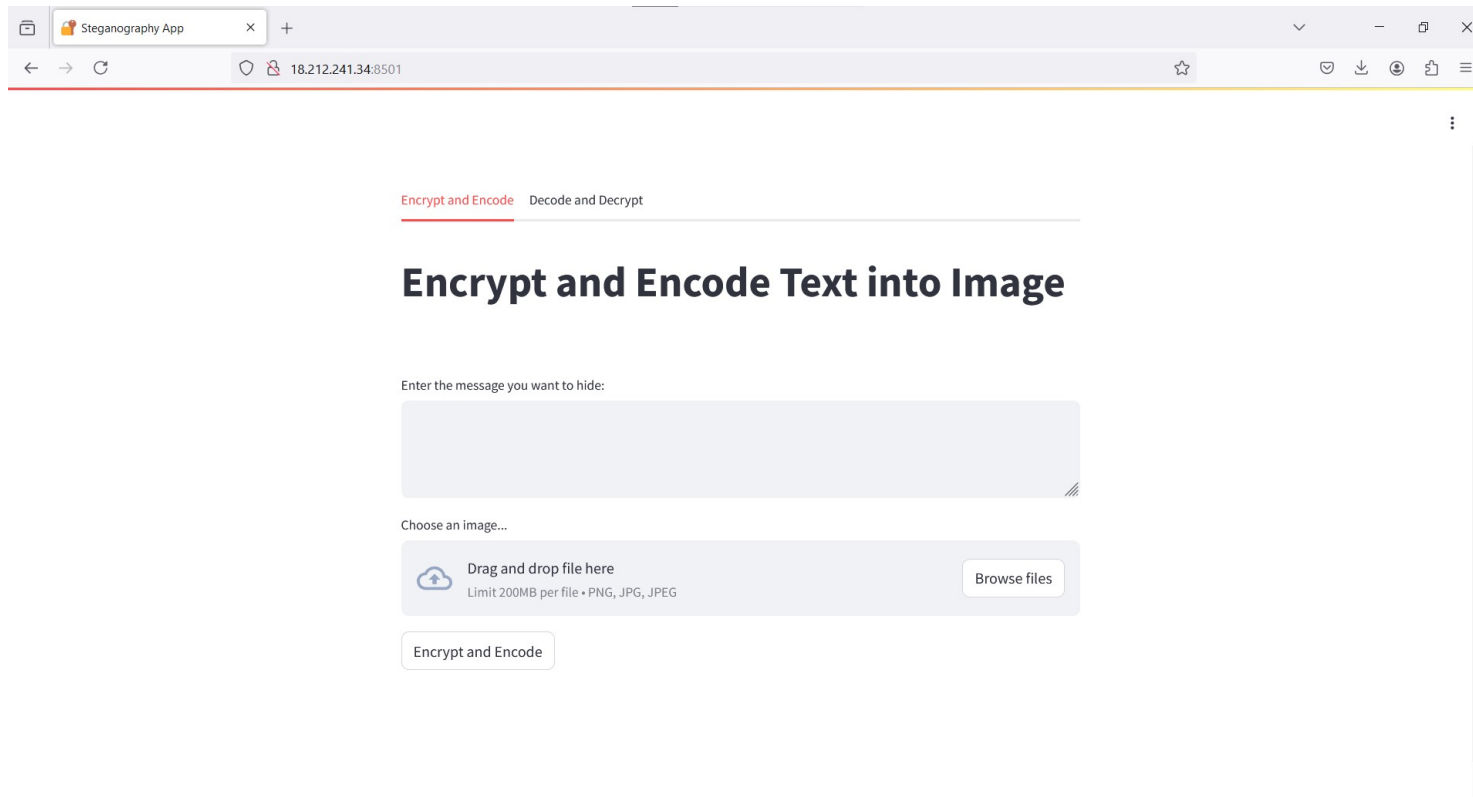 Steganography App
18.212.241.34:8501
Encrypt and Encode Decode and Decrypt
Encrypt and Encode Text into Image
Enter the message you want to hide:
Choose an image...
Drag and drop file here
Limit 200MB per file • PNG, JPG, JPEG
Browse files
Encrypt and Encode